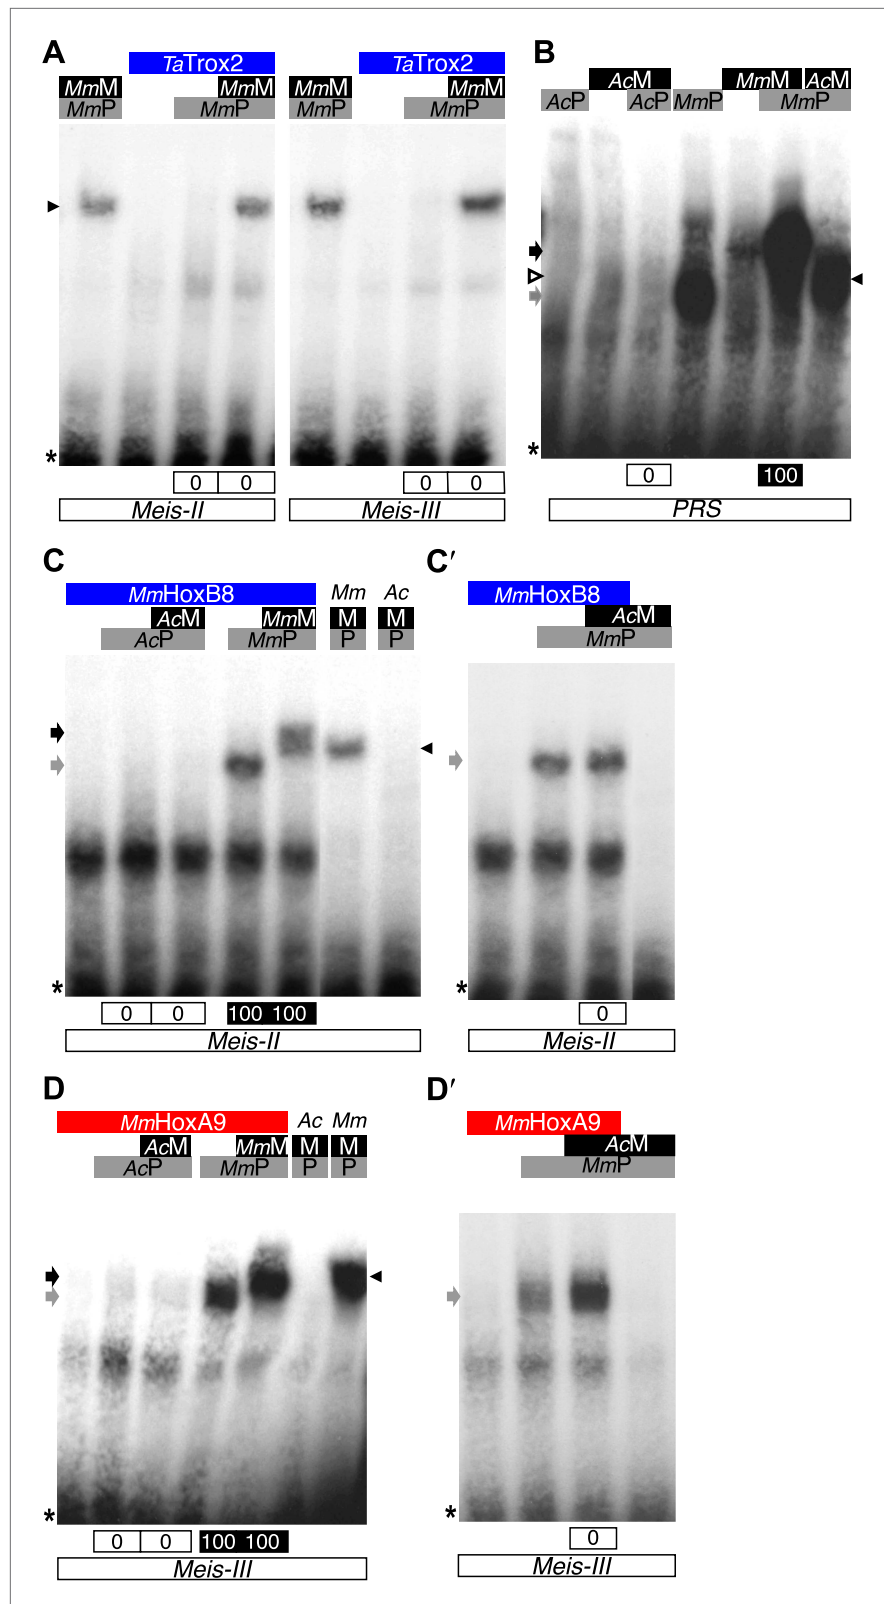 A
TaTrox2
TaTrox2
MmM
MmM
MmM
MmM
MmP
MmP
MmP
MmP
*
0
0
0
0
Meis-II
Meis-III
B
AcM
MmM
AcM
AcP
AcP
MmP
MmP
*
0
100
PRS
C
MmHoxB8
Mm
Ac
AcM
MmM
M
M
AcP
MmP
P
P
*
0
0
100
100
Meis-II
C′
MmHoxB8
AcM
MmP
*
0
Meis-II
D
MmHoxA9
Ac
Mm
AcM
MmM
M
M
AcP
MmP
P
P
*
0
0
100
100
Meis-III
D′
MmHoxA9
AcM
MmP
*
0
Meis-III